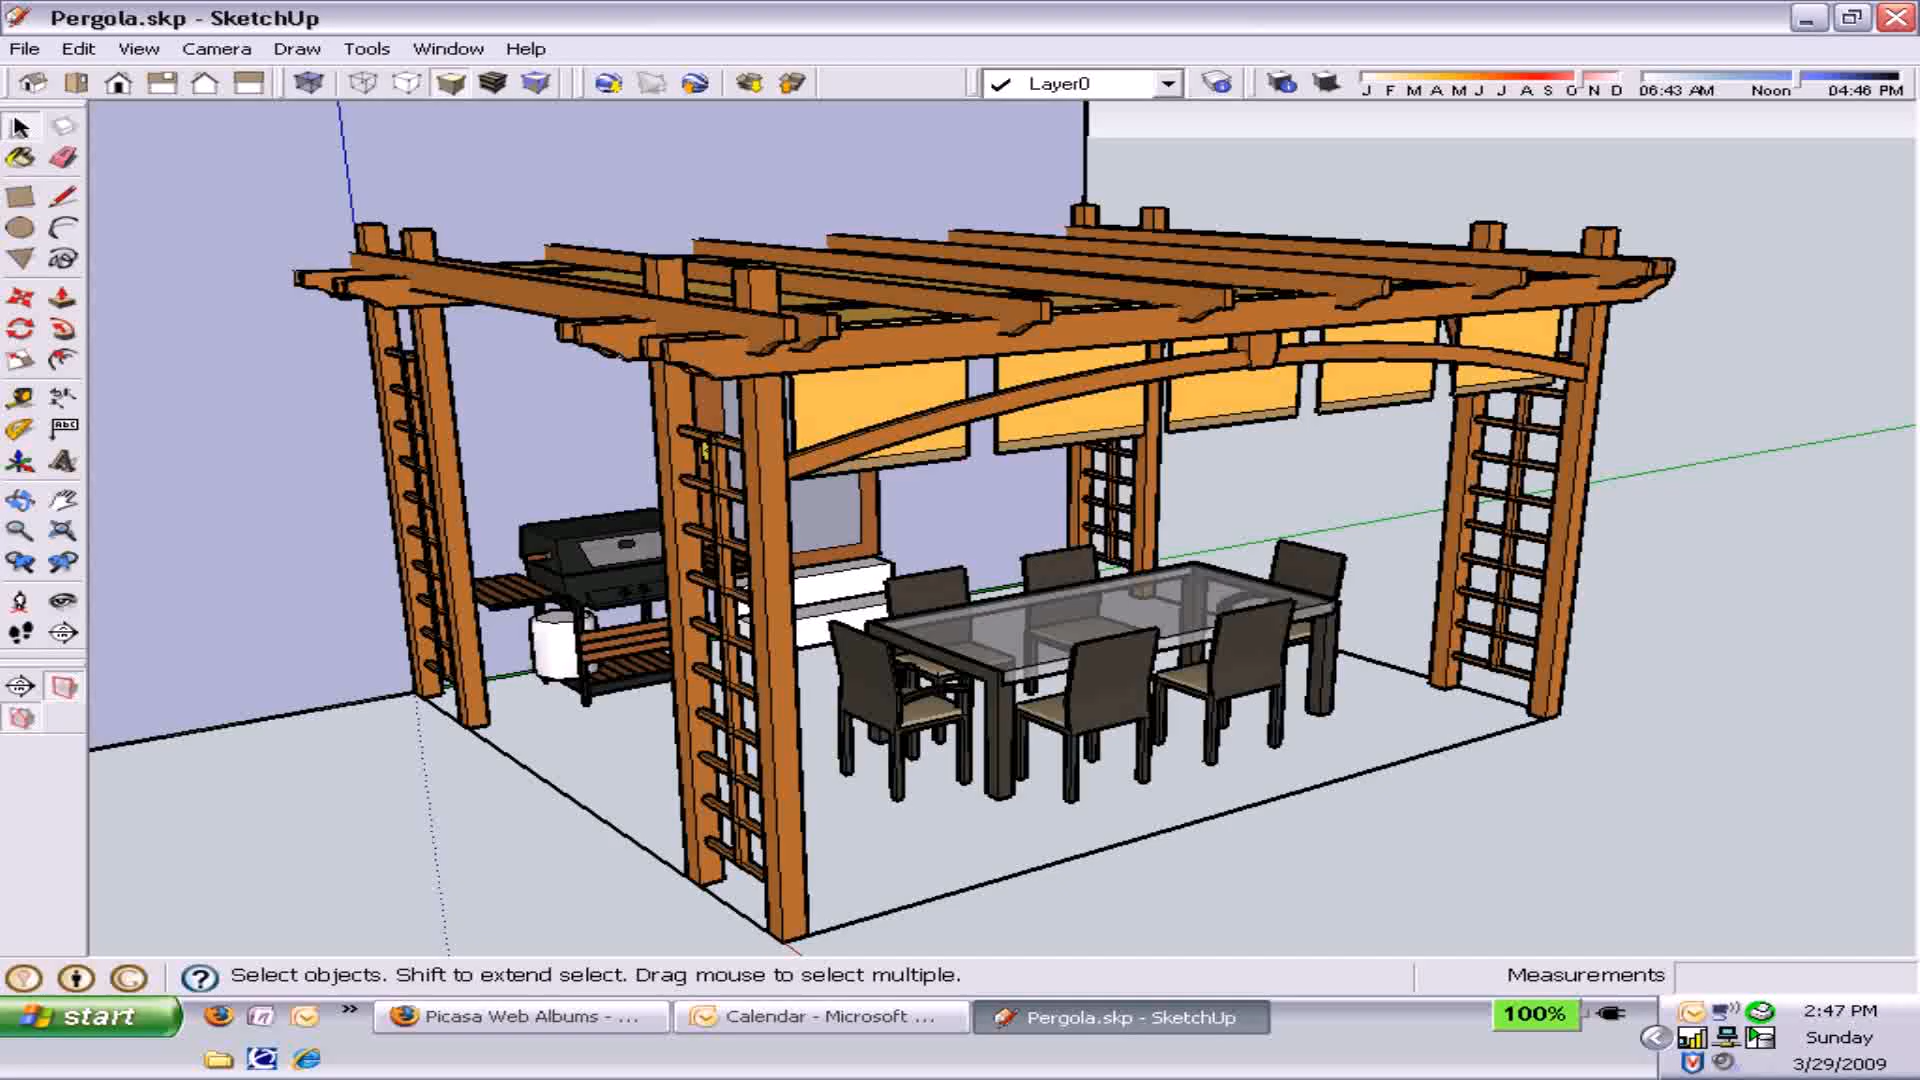 Pergola.skp - SketchUp
File Edit View Camera Draw Tools Window Help
Layer0
J F M A M J J A S O N D 06:43 AM Noon 04:46 PM
ABC
Select objects. Shift to extend select. Drag mouse to select multiple.
Measurements
start
Picasa Web Albums - ...
Calendar - Microsoft ...
Pergola.skp - SketchUp
100%
2:47 PM
Sunday
3/29/2009